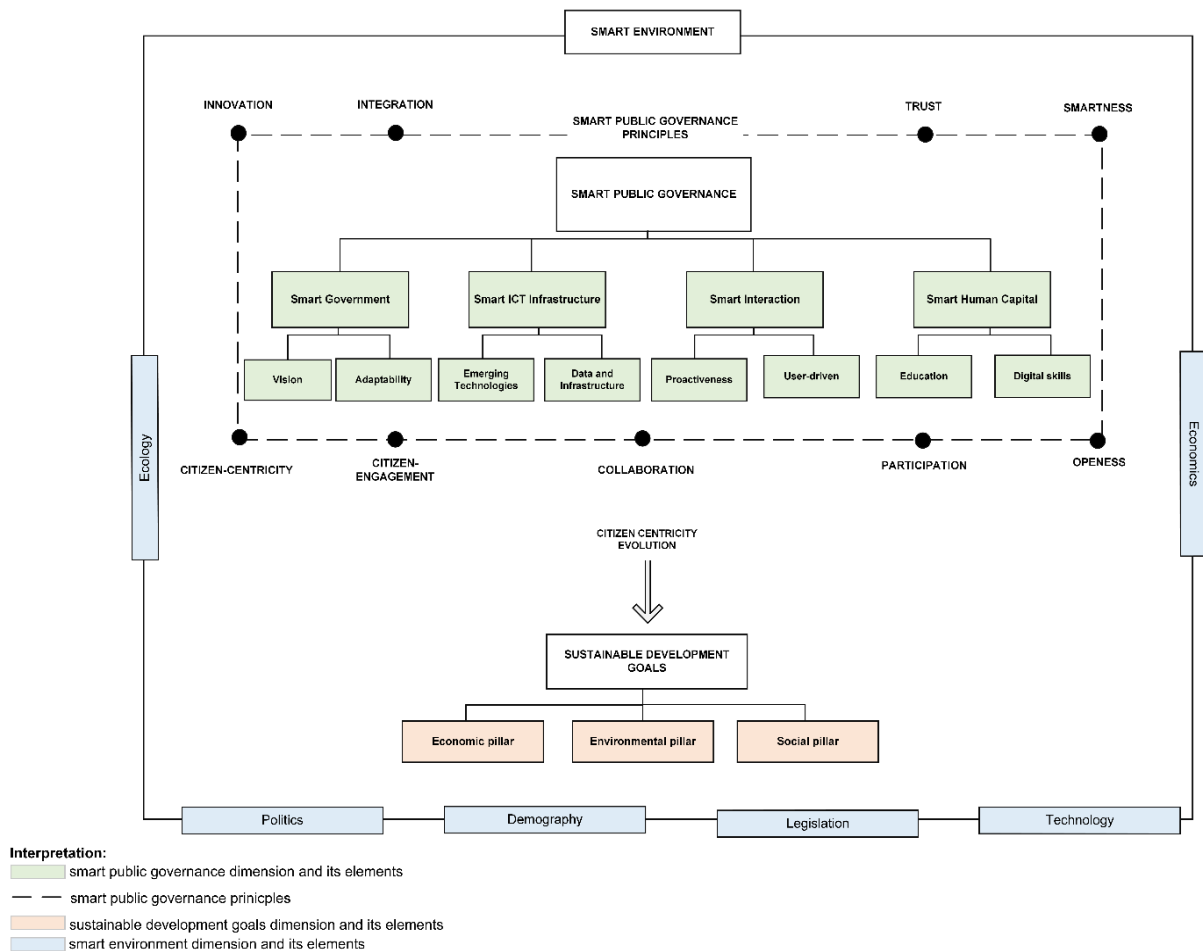 SMART ENVIRONMENT
INNOVATION
INTEGRATION
TRUST
SMARTNESS
SMART PUBLIC GOVERNANCE
PRINCIPLES
SMART PUBLIC GOVERNANCE
Smart Government
Smart ICT Infrastructure
Smart Interaction
Smart Human Capital
Vision
Adaptability
Emerging
Technologies
Data and
Infrastructure
Proactiveness
User-driven
Education
Digital skills
Ecology
Economics
CITIZEN-CENTRICITY
CITIZEN-
ENGAGEMENT
COLLABORATION
PARTICIPATION
OPENESS
CITIZEN CENTRICITY
EVOLUTION
SUSTAINABLE DEVELOPMENT
GOALS
Economic pillar
Environmental pillar
Social pillar
Politics
Demography
Legislation
Technology
Interpretation:
smart public governance dimension and its elements
smart public governance prinicples
sustainable development goals dimension and its elements
smart environment dimension and its elements